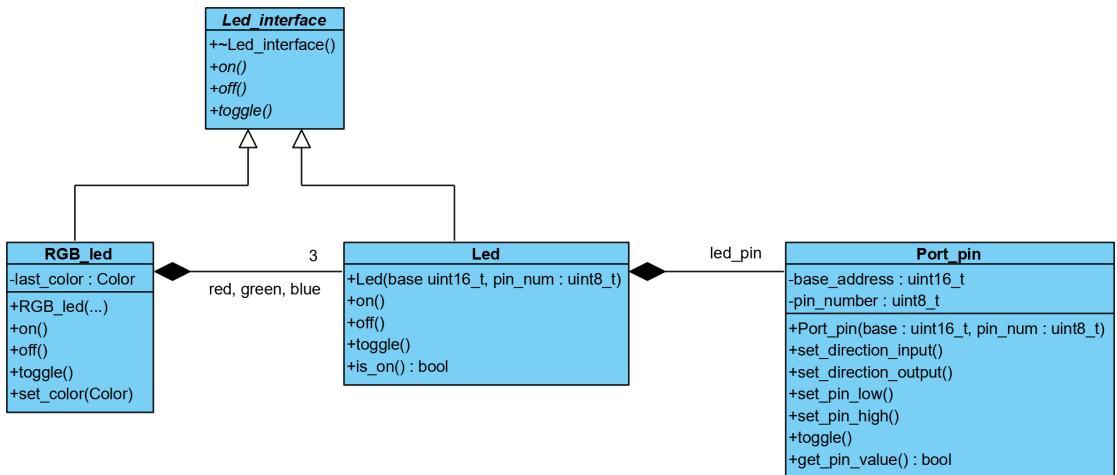 Led_interface
+~Led_interface()
+on()
+off()
+toggle()
RGB_led
-last_color : Color
+RGB_led(...)
+on()
+off()
+toggle()
+set_color(Color)
3
red, green, blue
Led
+Led(base uint16_t, pin_num : uint8_t)
+on()
+off()
+toggle()
+is_on() : bool
led_pin
Port_pin
-base_address : uint16_t
-pin_number : uint8_t
+Port_pin(base : uint16_t, pin_num : uint8_t)
+set_direction_input()
+set_direction_output()
+set_pin_low()
+set_pin_high()
+toggle()
+get_pin_value() : bool